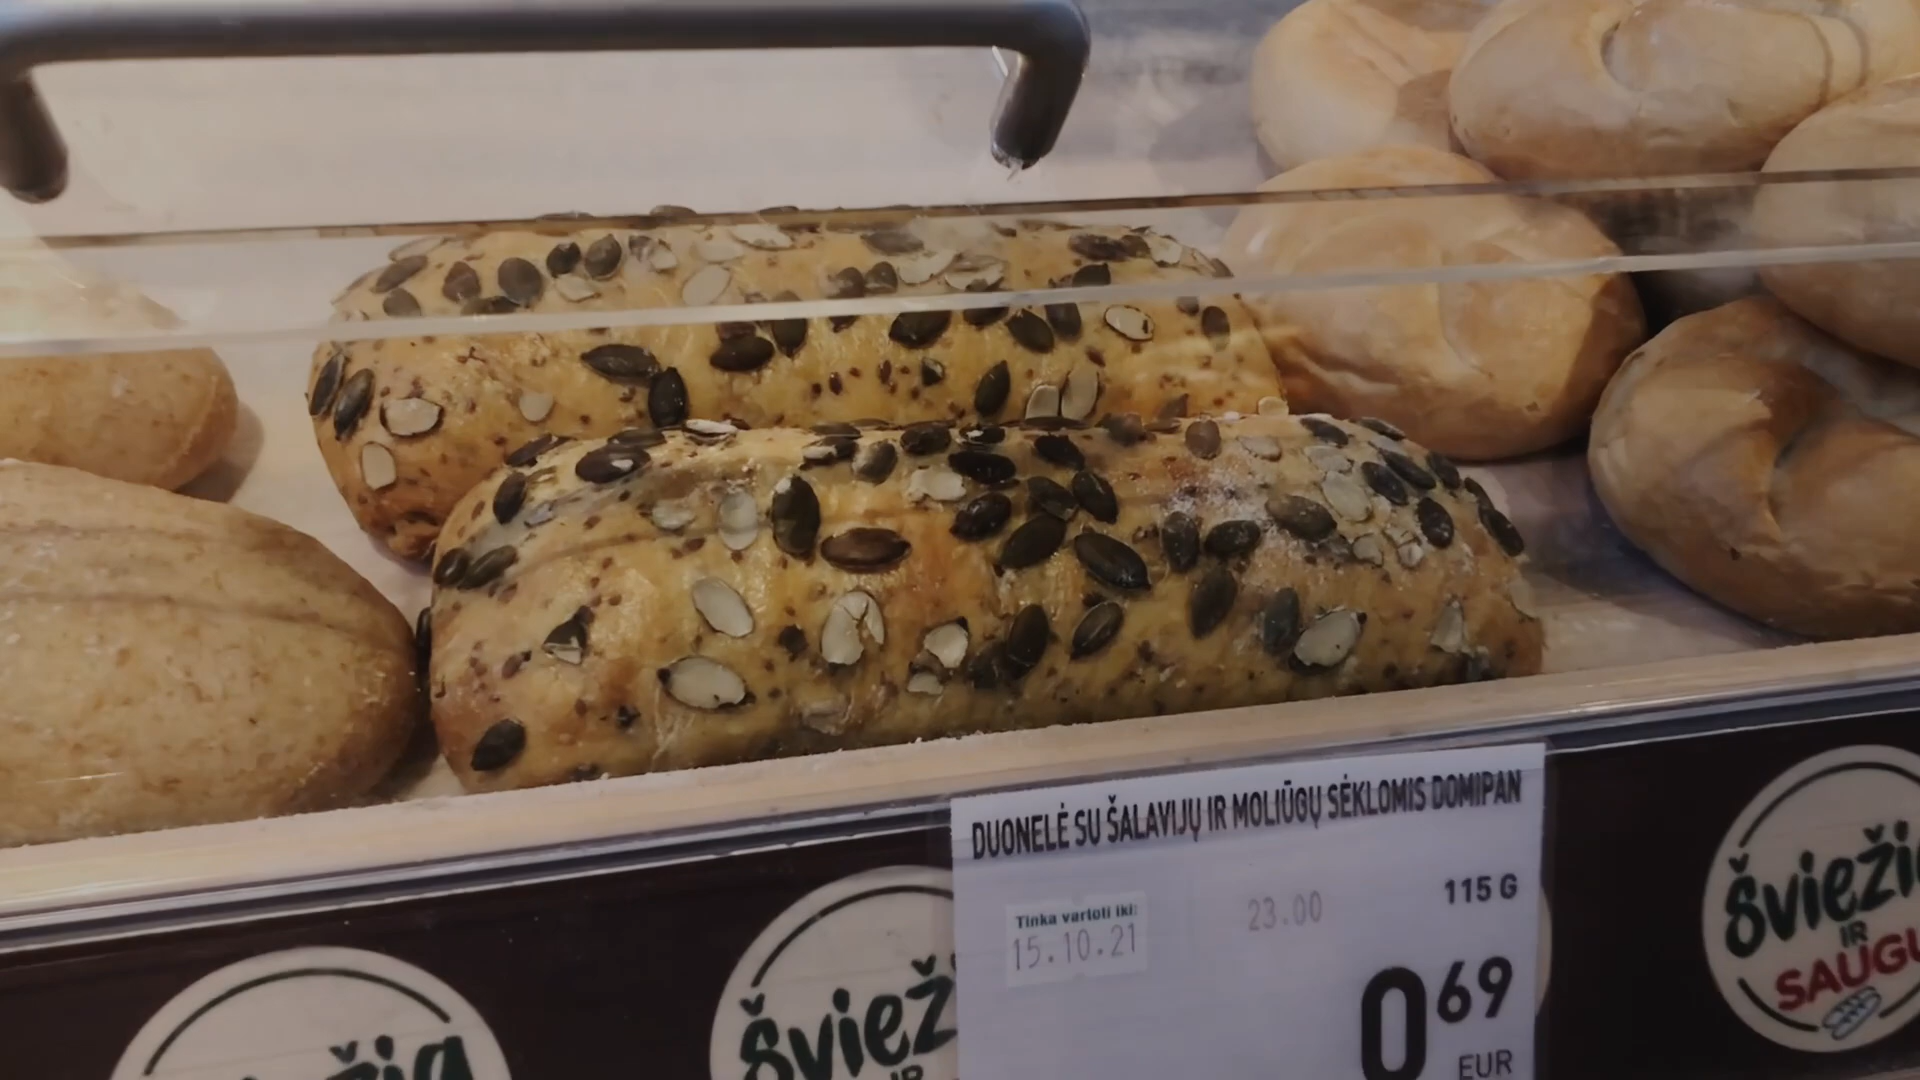 DUONELĖ SU ŠALAVIJŲ IR MOLIŪGŲ SĖKLOMIS DOMIPAN
115 G
Tinka vartoti iki:
15.10.21
23.00
0 69
EUR
IR
IR
SAUGU